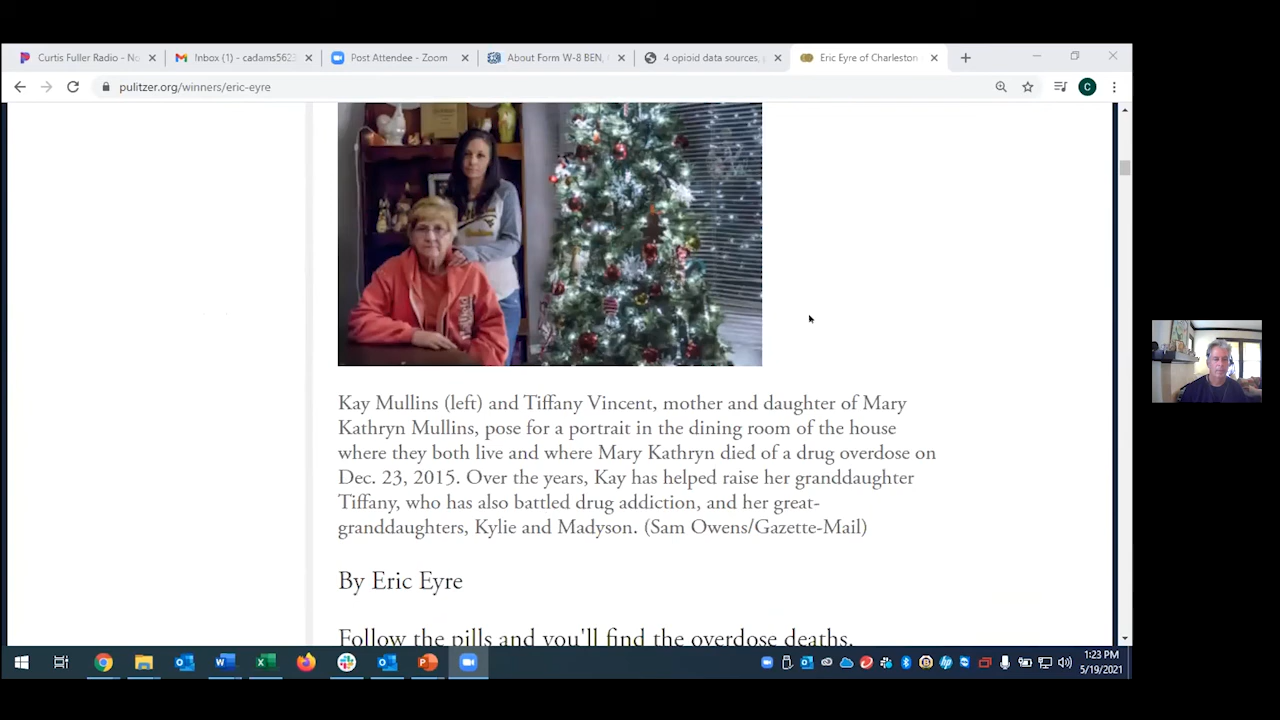 Curtis Fuller Radio - No
Inbox (1) - cadams562
Post Attendee - Zoom
About Form W-8 BEN,
4 opioid data sources,
Eric Eyre of Charleston
pulitzer.org/winners/eric-eyre
C
Kay Mullins (left) and Tiffany Vincent, mother and daughter of Mary
Kathryn Mullins, pose for a portrait in the dining room of the house
where they both live and where Mary Kathryn died of a drug overdose on
Dec. 23, 2015. Over the years, Kay has helped raise her granddaughter
Tiffany, who has also battled drug addiction, and her great-
granddaughters, Kylie and Madyson. (Sam Owens/Gazette-Mail)
By Eric Eyre
Follow the pills and you'll find the overdose deaths.
1:23 PM
5/19/2021